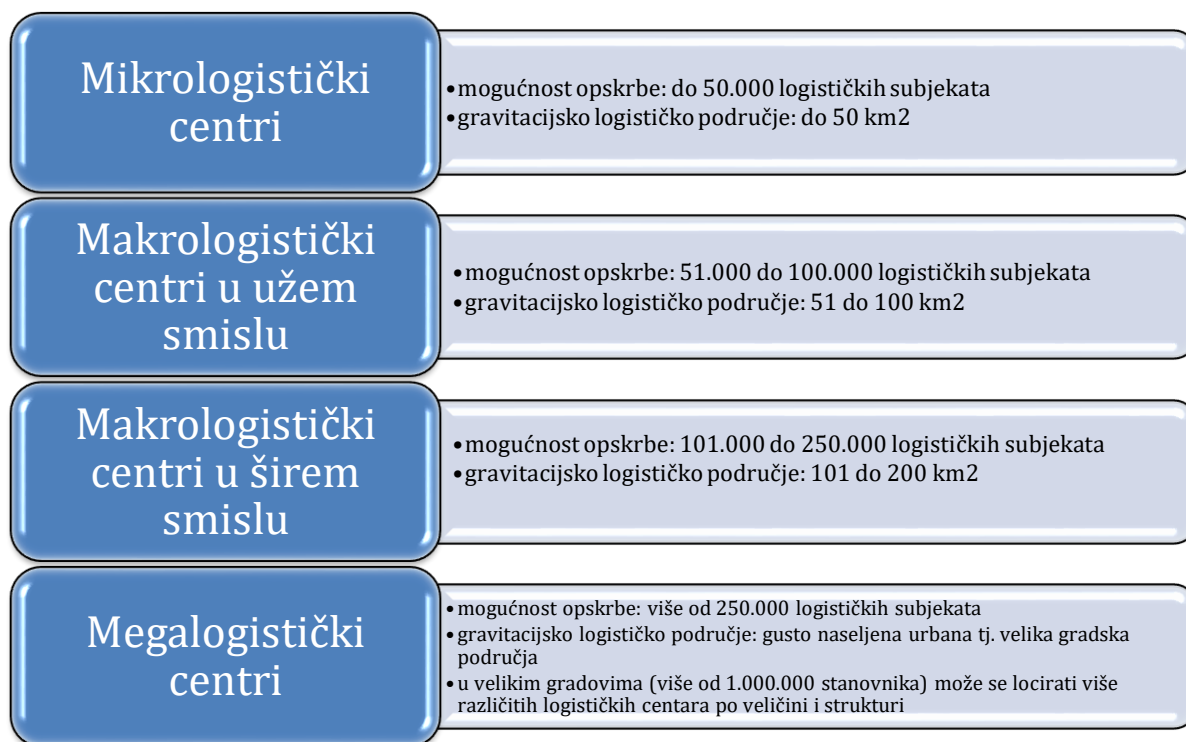 Mikrologistički
centri
•mogućnost opskrbe: do 50.000 logističkih subjekata
•gravitacijsko logističko područje: do 50 km2
Makrologistički
centri u užem
smislu
•mogućnost opskrbe: 51.000 do 100.000 logističkih subjekata
•gravitacijsko logističko područje: 51 do 100 km2
Makrologistički
centri u širem
smislu
•mogućnost opskrbe: 101.000 do 250.000 logističkih subjekata
•gravitacijsko logističko područje: 101 do 200 km2
Megalogistički
centri
•mogućnost opskrbe: više od 250.000 logističkih subjekata
•gravitacijsko logističko područje: gusto naseljena urbana tj. velika gradska
područja
•u velikim gradovima (više od 1.000.000 stanovnika) može se locirati više
različitih logističkih centara po veličini i strukturi